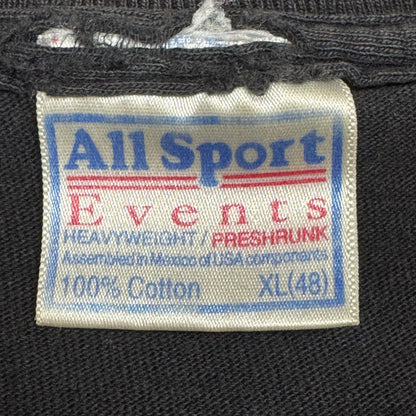 All Sport
Events
HEAVYWEIGHT / PRESHRUNK
Assembled in Mexico of USA components
100% Cotton XL(48)